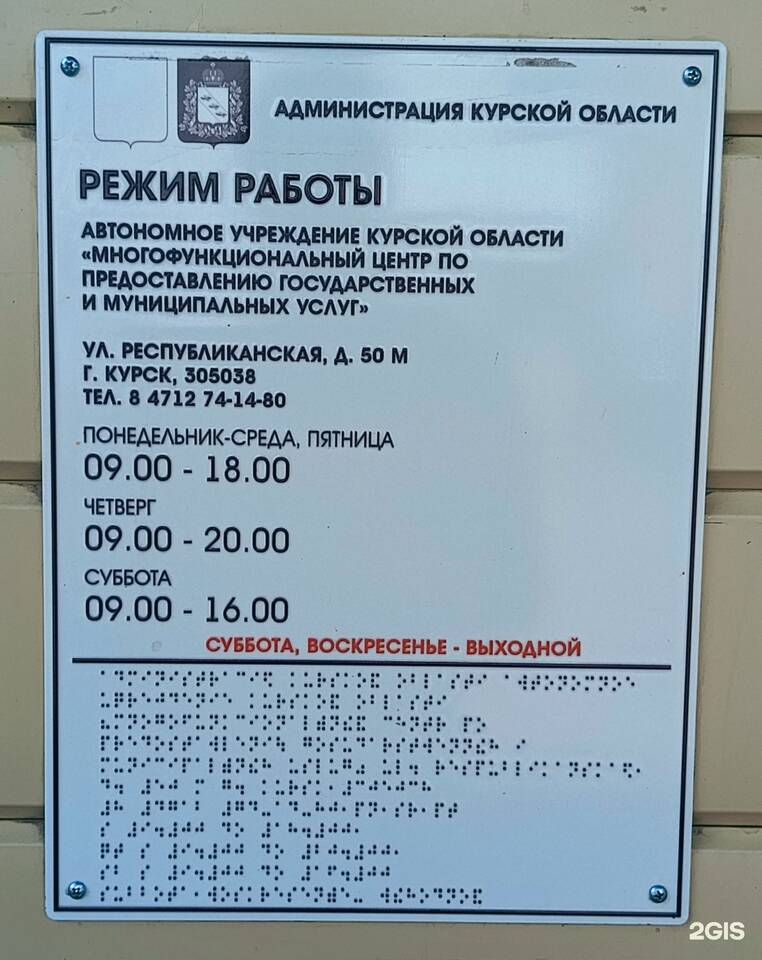 АДМИНИСТРАЦИЯ КУРСКОЙ ОБЛАСТИ
РЕЖИМ РАБОТЫ
АВТОНОМНОЕ УЧРЕЖДЕНИЕ КУРСКОЙ ОБЛАСТИ
«МНОГОФУНКЦИОНАЛЬНЫЙ ЦЕНТР ПО
ПРЕДОСТАВЛЕНИЮ ГОСУДАРСТВЕННЫХ
И МУНИЦИПАЛЬНЫХ УСЛУГ»
УЛ. РЕСПУБЛИКАНСКАЯ, Д. 50 М
Г. КУРСК, 305038
ТЕЛ. 8 4712 74-14-80
ПОНЕДЕЛЬНИК-СРЕДА, ПЯТНИЦА
09.00 - 18.00
ЧЕТВЕРГ
09.00 - 20.00
СУББОТА
09.00 - 16.00
СУББОТА, ВОСКРЕСЕНЬЕ - ВЫХОДНОЙ
2GIS